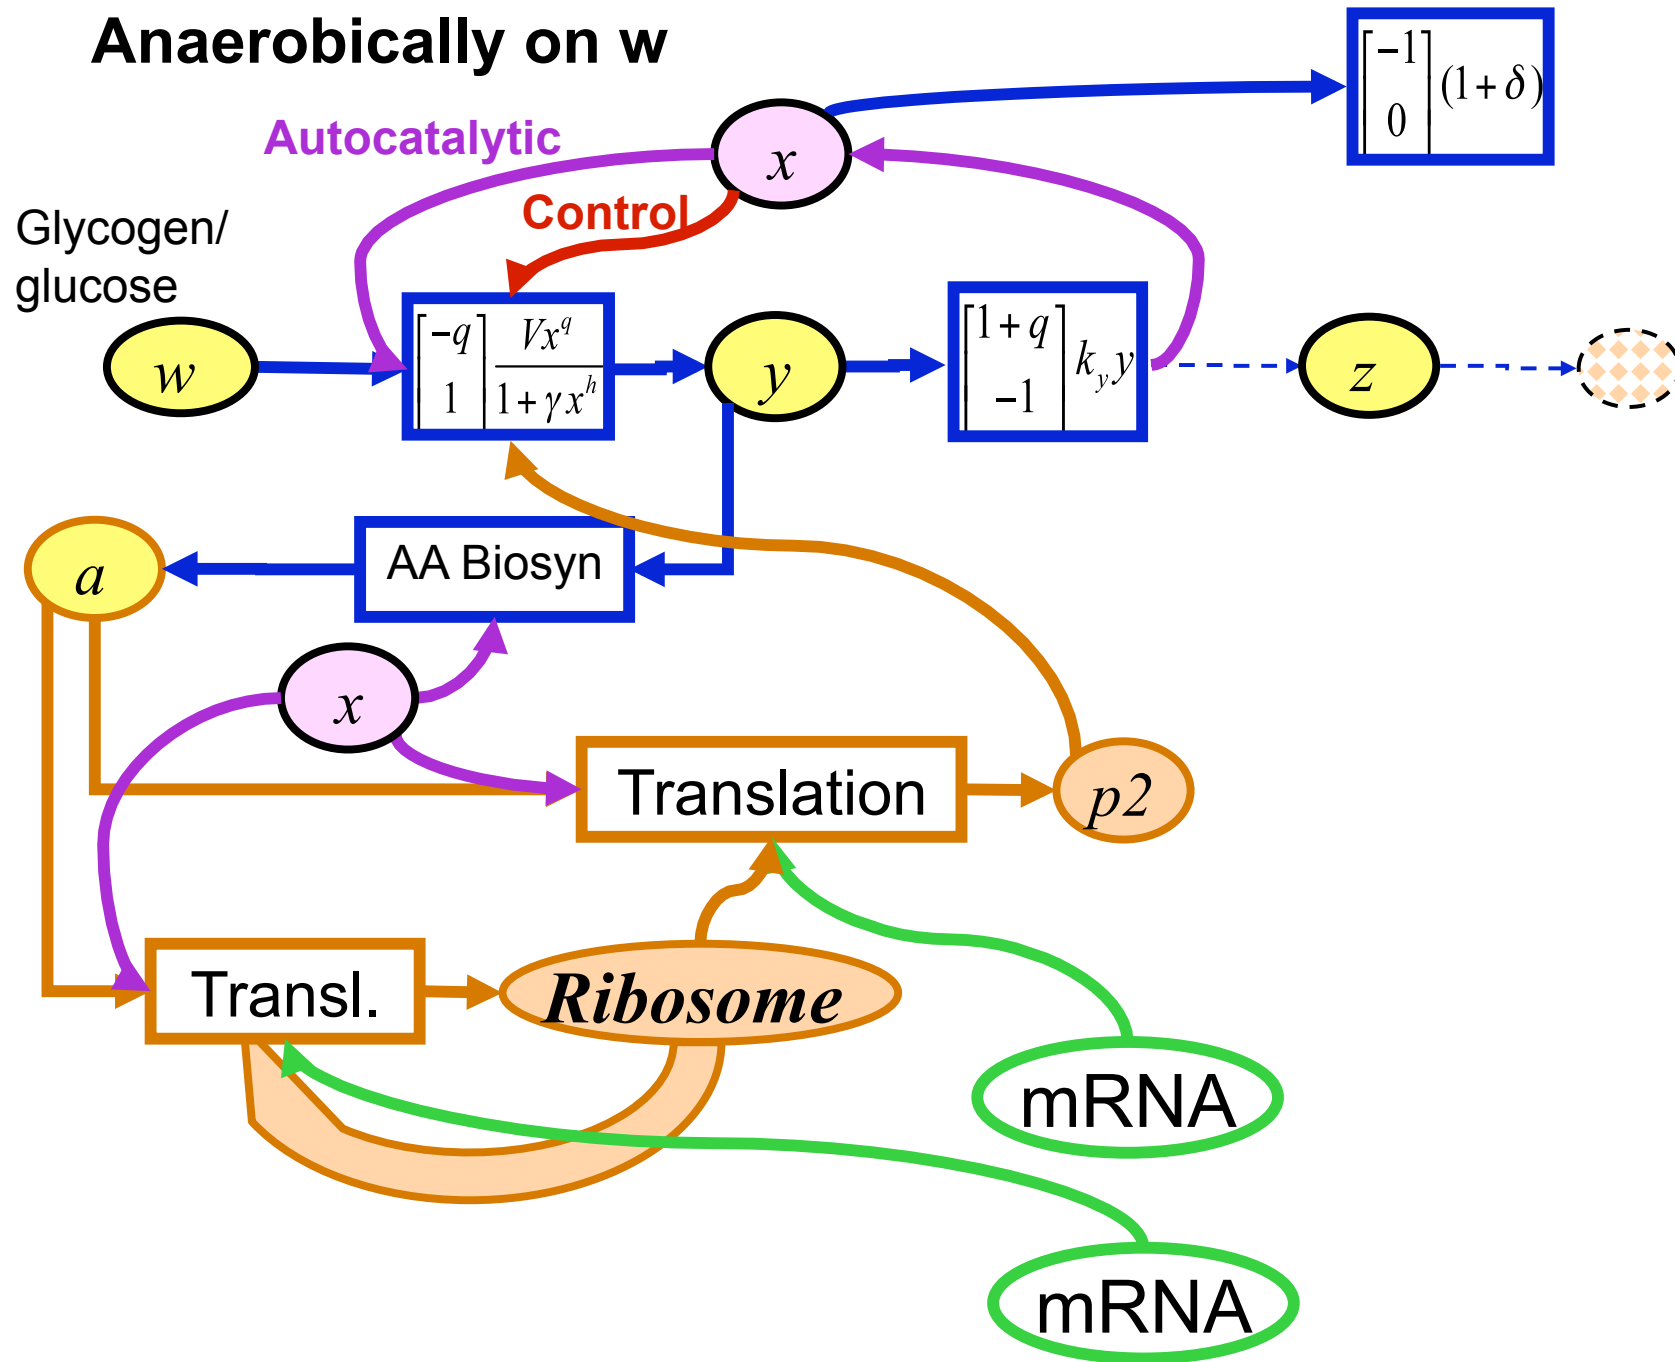 Anaerobically on w
Autocatalytic
x
[−1 0] (1+δ)
Control
Glycogen/
glucose
w
[−q 1] Vx^q / 1+γx^h
y
[1+q −1] k_y y
z
a
AA Biosyn
x
Translation
p2
Transl.
Ribosome
mRNA
mRNA